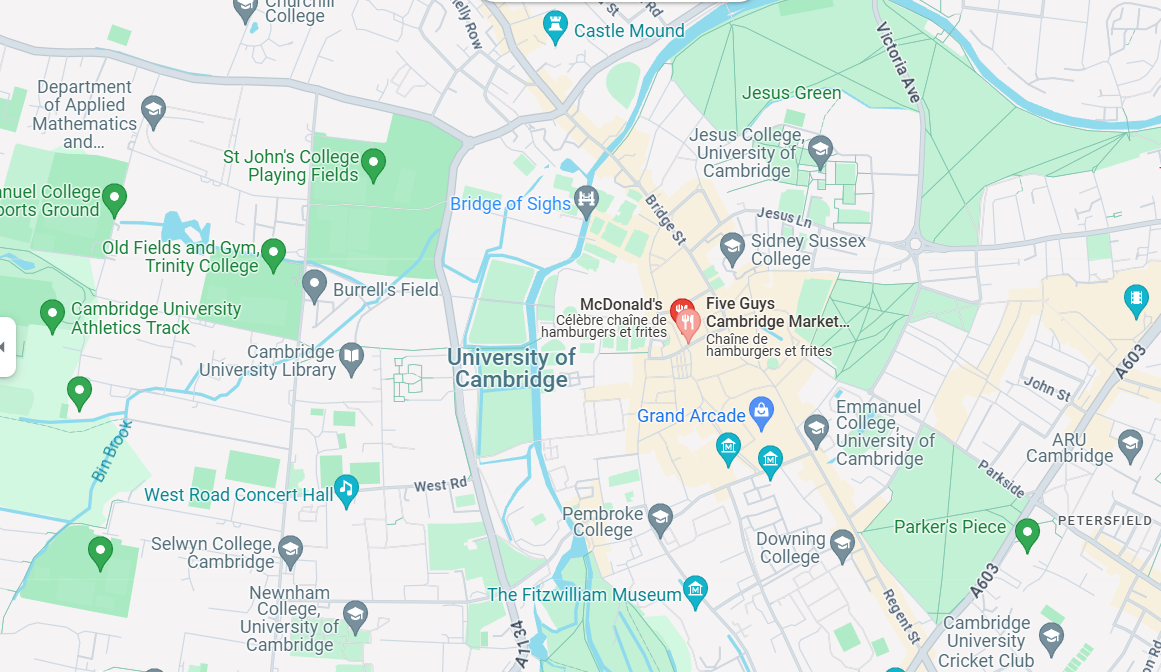 Churchill
College
Castle Mound
Victoria Ave
Department
of Applied
Mathematics
and...
Jesus Green
Jesus College,
University of
Cambridge
St John's College
Playing Fields
College
Ground
Bridge of Sighs
Bridge St
Jesus Ln
Sidney Sussex
College
Old Fields and Gym,
Trinity College
Burrell's Field
Cambridge University
Athletics Track
McDonald's
Célèbre chaîne de
hamburgers et frites
Five Guys
Cambridge Market...
Chaîne de
hamburgers et frites
Cambridge
University Library
University of
Cambridge
A603
John St
Grand Arcade
Emmanuel
College,
University of
Cambridge
ARU
Cambridge
Bin Brook
West Road Concert Hall
West Rd
Parkside
Pembroke
College
Parker's Piece
PETERSFIELD
Downing
College
Selwyn College,
Cambridge
A603
The Fitzwilliam Museum
Newnham
College,
University of
Cambridge
A1134
Regent St
Cambridge
University
Cricket Club